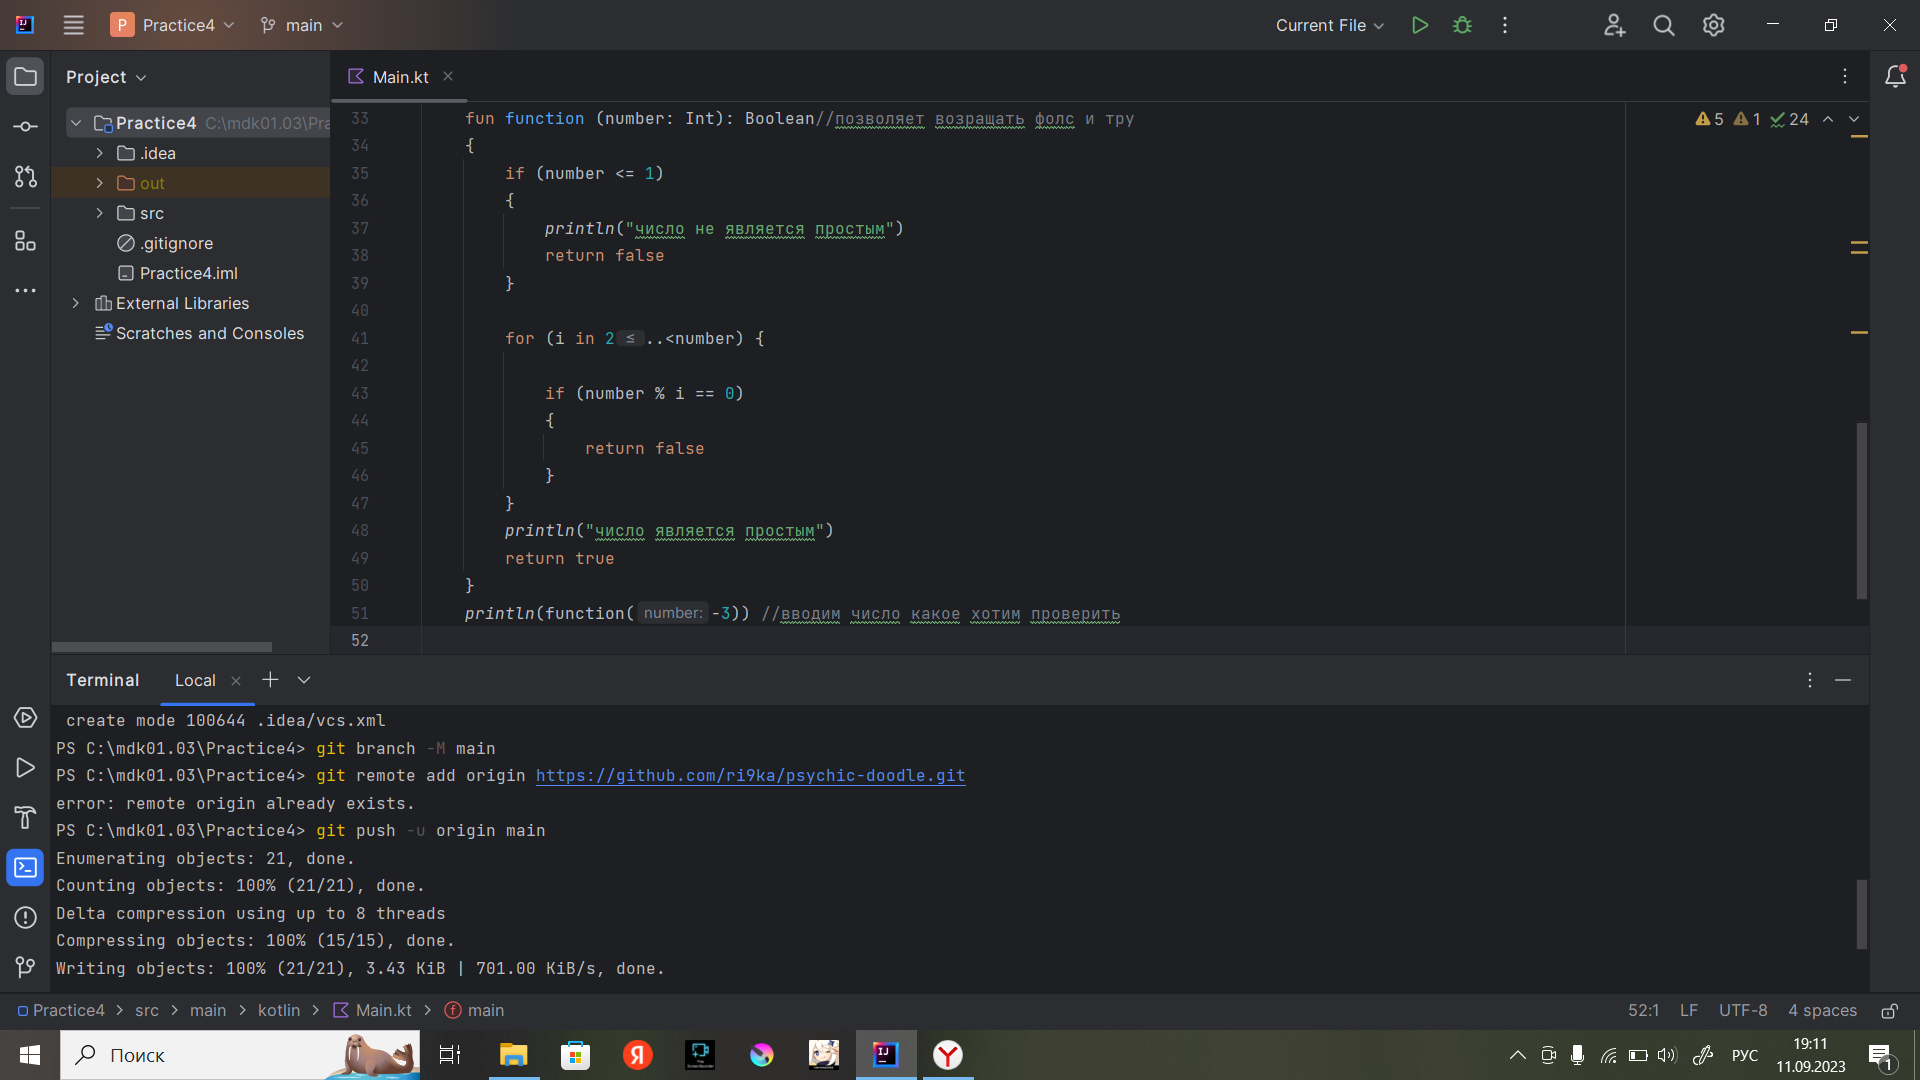 P Practice4 main Current File
Project
Main.kt
Practice4 C:\mdk01.03\Pra
.idea
out
src
.gitignore
Practice4.iml
External Libraries
Scratches and Consoles
5 1 24
33 fun function (number: Int): Boolean//позволяет возращать фолс и тру
34 {
35 if (number <= 1)
36 {
37 println("число не является простым")
38 return false
39 }
40
41 for (i in 2 ≤ ..<number) {
42
43 if (number % i == 0)
44 {
45 return false
46 }
47 }
48 println("число является простым")
49 return true
50 }
51 println(function( number: -3)) //вводим число какое хотим проверить
52
Terminal Local
create mode 100644 .idea/vcs.xml
PS C:\mdk01.03\Practice4> git branch -M main
PS C:\mdk01.03\Practice4> git remote add origin https://github.com/ri9ka/psychic-doodle.git
error: remote origin already exists.
PS C:\mdk01.03\Practice4> git push -u origin main
Enumerating objects: 21, done.
Counting objects: 100% (21/21), done.
Delta compression using up to 8 threads
Compressing objects: 100% (15/15), done.
Writing objects: 100% (21/21), 3.43 KiB | 701.00 KiB/s, done.
Practice4 > src > main > kotlin > Main.kt > main 52:1 LF UTF-8 4 spaces
Поиск
РУС
19:11
11.09.2023
1